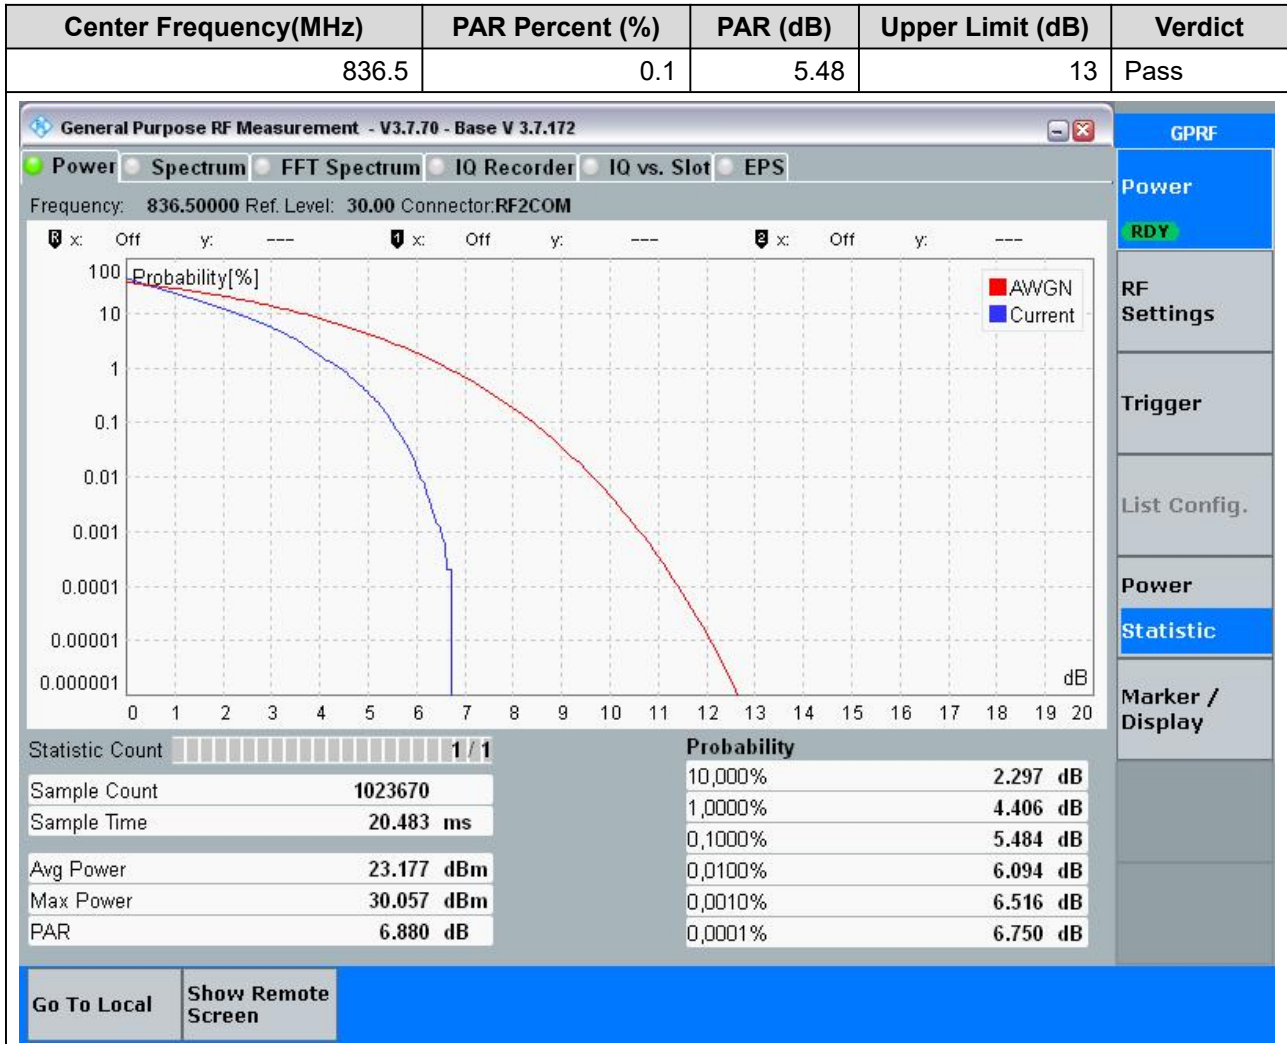 Center Frequency(MHz) PAR Percent (%) PAR (dB) Upper Limit (dB) Verdict
836.5 0.1 5.48 13 Pass
General Purpose RF Measurement - V3.7.70 - Base V 3.7.172
GPRF
Power Spectrum FFT Spectrum IQ Recorder IQ vs. Slot EPS
Frequency: 836.50000 Ref. Level: 30.00 Connector:RF2COM
R x: Off y: --- 1 x: Off y: --- 2 x: Off y: ---
Probability[%]
100
10
1
0.1
0.01
0.001
0.0001
0.00001
0.000001
AWGN
Current
dB
0 1 2 3 4 5 6 7 8 9 10 11 12 13 14 15 16 17 18 19 20
Statistic Count 1 / 1
Sample Count 1023670
Sample Time 20.483 ms
Avg Power 23.177 dBm
Max Power 30.057 dBm
PAR 6.880 dB
Probability
10,000% 2.297 dB
1,0000% 4.406 dB
0,1000% 5.484 dB
0,0100% 6.094 dB
0,0010% 6.516 dB
0,0001% 6.750 dB
Power
RDY
RF
Settings
Trigger
List Config.
Power
Statistic
Marker /
Display
Go To Local
Show Remote
Screen